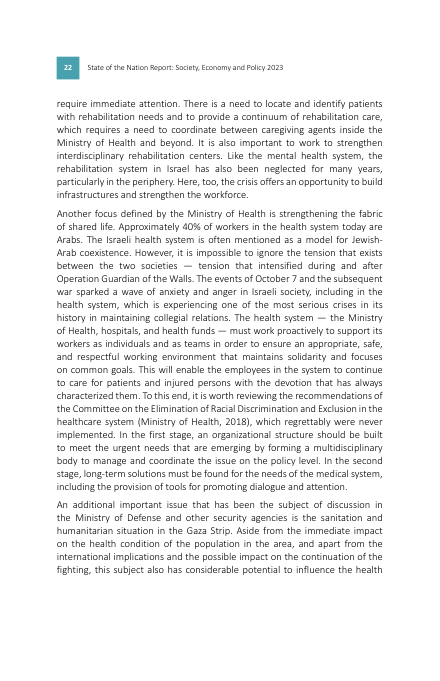 22
State of the Nation Report: Society, Economy and Policy 2023
require immediate attention. There is a need to locate and identify patients
with rehabilitation needs and to provide a continuum of rehabilitation care,
which requires a need to coordinate between caregiving agents inside the
Ministry of Health and beyond. It is also important to work to strengthen
interdisciplinary rehabilitation centers. Like the mental health system, the
rehabilitation system in Israel has also been neglected for many years,
particularly in the periphery. Here, too, the crisis offers an opportunity to build
infrastructures and strengthen the workforce.
Another focus defined by the Ministry of Health is strengthening the fabric
of shared life. Approximately 40% of workers in the health system today are
Arabs. The Israeli health system is often mentioned as a model for Jewish-
Arab coexistence. However, it is impossible to ignore the tension that exists
between the two societies — tension that intensified during and after
Operation Guardian of the Walls. The events of October 7 and the subsequent
war sparked a wave of anxiety and anger in Israeli society, including in the
health system, which is experiencing one of the most serious crises in its
history in maintaining collegial relations. The health system — the Ministry
of Health, hospitals, and health funds — must work proactively to support its
workers as individuals and as teams in order to ensure an appropriate, safe,
and respectful working environment that maintains solidarity and focuses
on common goals. This will enable the employees in the system to continue
to care for patients and injured persons with the devotion that has always
characterized them. To this end, it is worth reviewing the recommendations of
the Committee on the Elimination of Racial Discrimination and Exclusion in the
healthcare system (Ministry of Health, 2018), which regrettably were never
implemented. In the first stage, an organizational structure should be built
to meet the urgent needs that are emerging by forming a multidisciplinary
body to manage and coordinate the issue on the policy level. In the second
stage, long-term solutions must be found for the needs of the medical system,
including the provision of tools for promoting dialogue and attention.
An additional important issue that has been the subject of discussion in
the Ministry of Defense and other security agencies is the sanitation and
humanitarian situation in the Gaza Strip. Aside from the immediate impact
on the health condition of the population in the area, and apart from the
international implications and the possible impact on the continuation of the
fighting, this subject also has considerable potential to influence the health